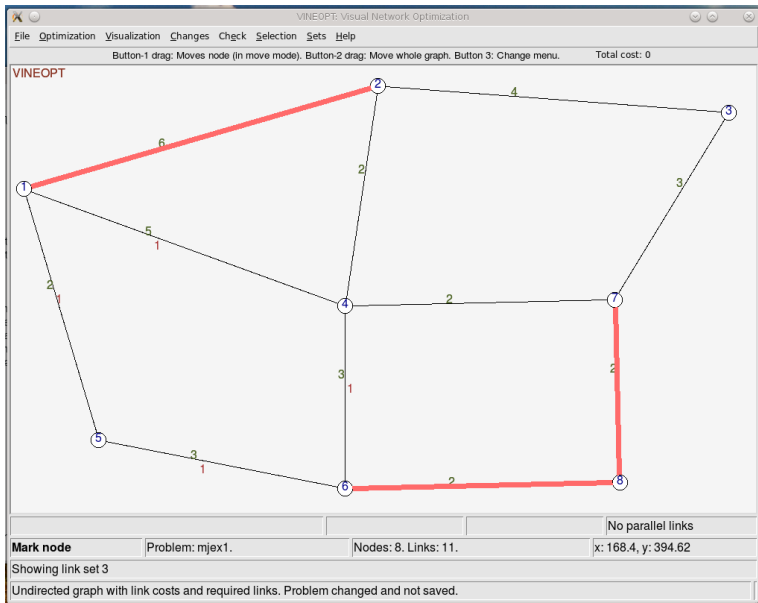 VINEOPT: Visual Network Optimization
File Optimization Visualization Changes Check Selection Sets Help
Button-1 drag: Moves node (in move mode). Button-2 drag: Move whole graph. Button 3: Change menu. Total cost: 0
VINEOPT
2
4
3
6
2
3
1
5
1
2
1
4
2
7
3
1
2
5
3
1
6
2
8
No parallel links
Mark node Problem: mjex1. Nodes: 8. Links: 11. x: 168.4, y: 394.62
Showing link set 3
Undirected graph with link costs and required links. Problem changed and not saved.